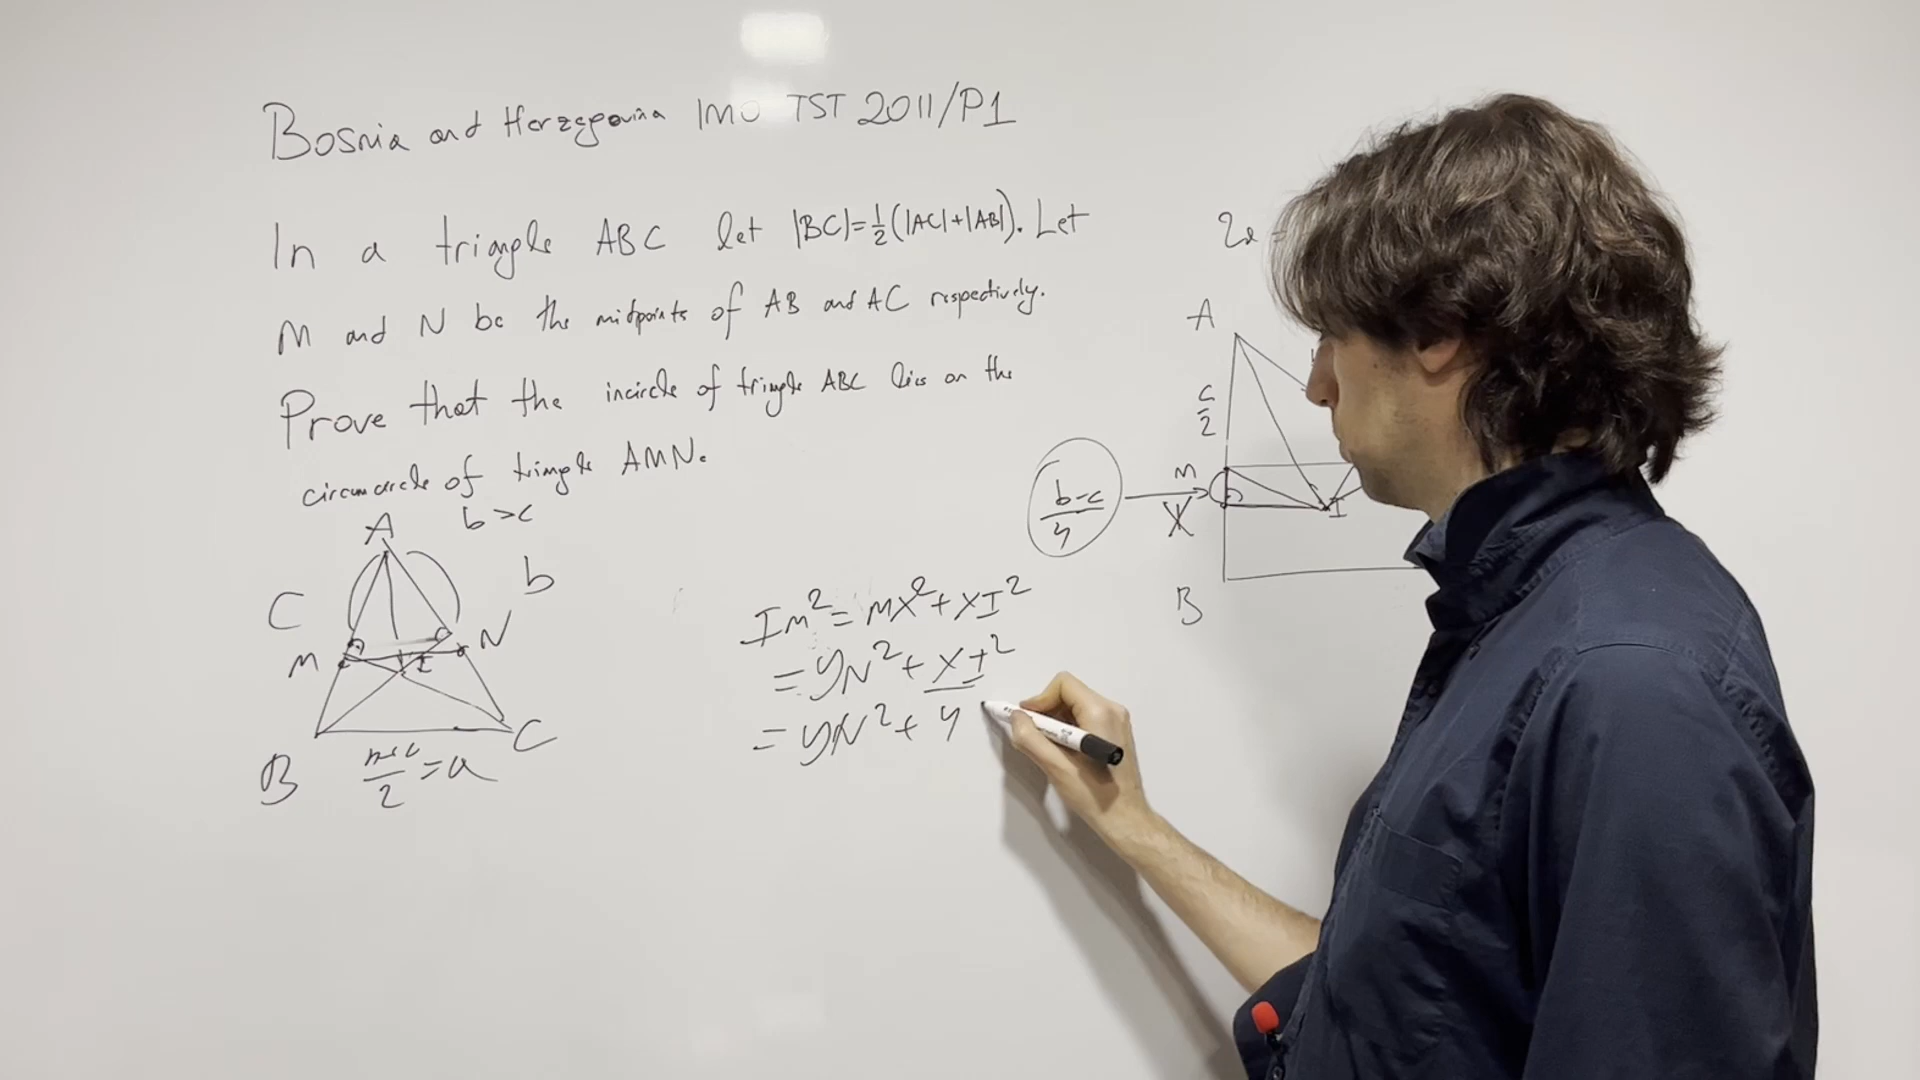 Bosnia and Herzegovina IMO TST 2011/P1
In a triangle ABC let |BC|=½(|AC|+|AB|). Let
M and N be the midpoints of AB and AC respectively.
Prove that the incircle of triangle ABC lies on the
circumcircle of triangle AMN.
A
b>c
C
b
M
N
I
B
C
=a
2
IM²=MX²+XI²
=YN²+XI²
=YN²+Y
b-c
4
A
c
2
M
X
I
B